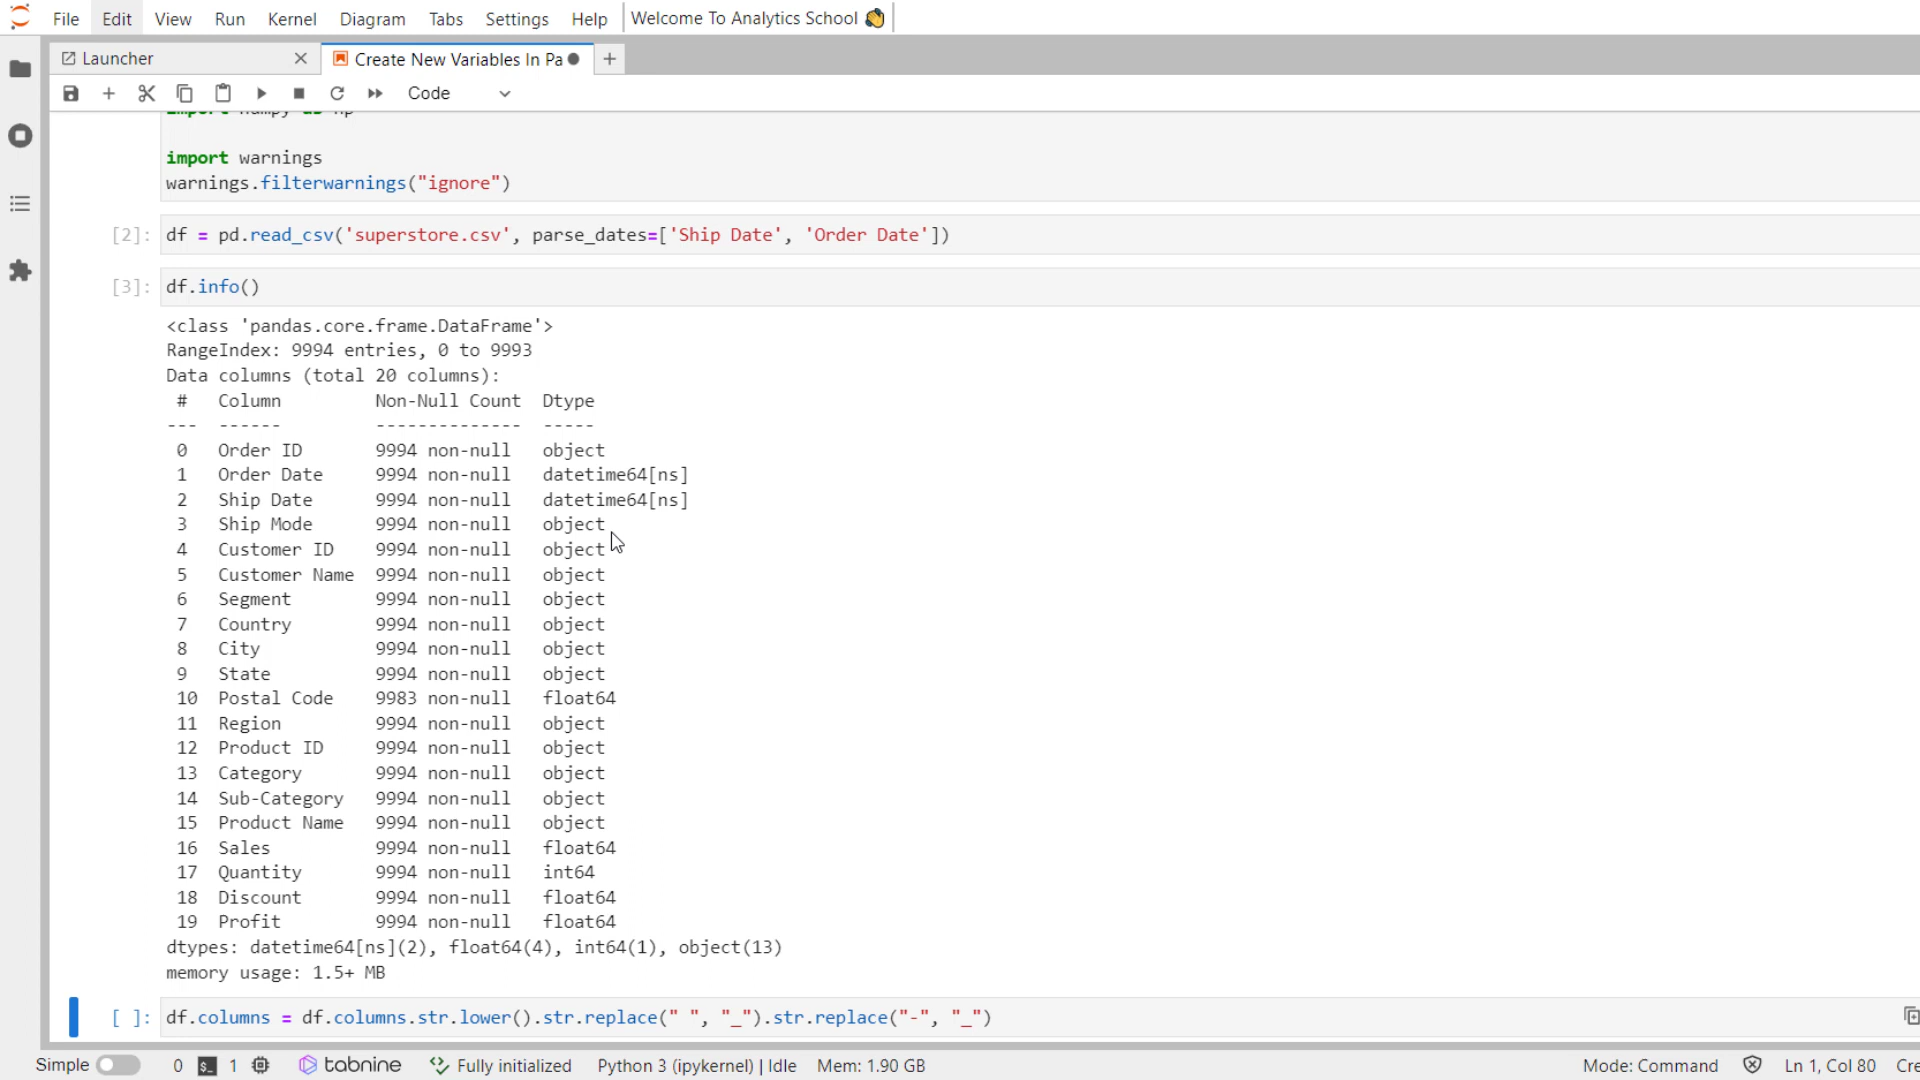 File Edit View Run Kernel Diagram Tabs Settings Help Welcome To Analytics School 👋
Launcher Create New Variables In Pa
Code
import numpy as np
import warnings
warnings.filterwarnings("ignore")
[2]: df = pd.read_csv('superstore.csv', parse_dates=['Ship Date', 'Order Date'])
[3]: df.info()
<class 'pandas.core.frame.DataFrame'>
RangeIndex: 9994 entries, 0 to 9993
Data columns (total 20 columns):
# Column Non-Null Count Dtype
--- ------ -------------- -----
0 Order ID 9994 non-null object
1 Order Date 9994 non-null datetime64[ns]
2 Ship Date 9994 non-null datetime64[ns]
3 Ship Mode 9994 non-null object
4 Customer ID 9994 non-null object
5 Customer Name 9994 non-null object
6 Segment 9994 non-null object
7 Country 9994 non-null object
8 City 9994 non-null object
9 State 9994 non-null object
10 Postal Code 9983 non-null float64
11 Region 9994 non-null object
12 Product ID 9994 non-null object
13 Category 9994 non-null object
14 Sub-Category 9994 non-null object
15 Product Name 9994 non-null object
16 Sales 9994 non-null float64
17 Quantity 9994 non-null int64
18 Discount 9994 non-null float64
19 Profit 9994 non-null float64
dtypes: datetime64[ns](2), float64(4), int64(1), object(13)
memory usage: 1.5+ MB
[ ]: df.columns = df.columns.str.lower().str.replace(" ", "_").str.replace("-", "_")
Simple 0 1 tabnine Fully initialized Python 3 (ipykernel) | Idle Mem: 1.90 GB Mode: Command Ln 1, Col 80 Cre